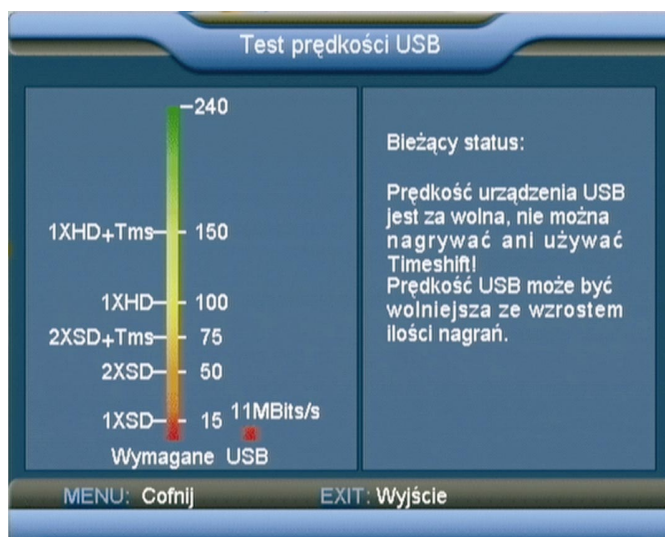 Test prędkości USB
240
1XHD+Tms 150
1XHD 100
2XSD+Tms 75
2XSD 50
1XSD 15 11MBits/s
Wymagane USB
Bieżący status:
Prędkość urządzenia USB
jest za wolna, nie można
nagrywać ani używać
Timeshift!
Prędkość USB może być
wolniejsza ze wzrostem
ilości nagrań.
MENU: Cofnij EXIT: Wyjście